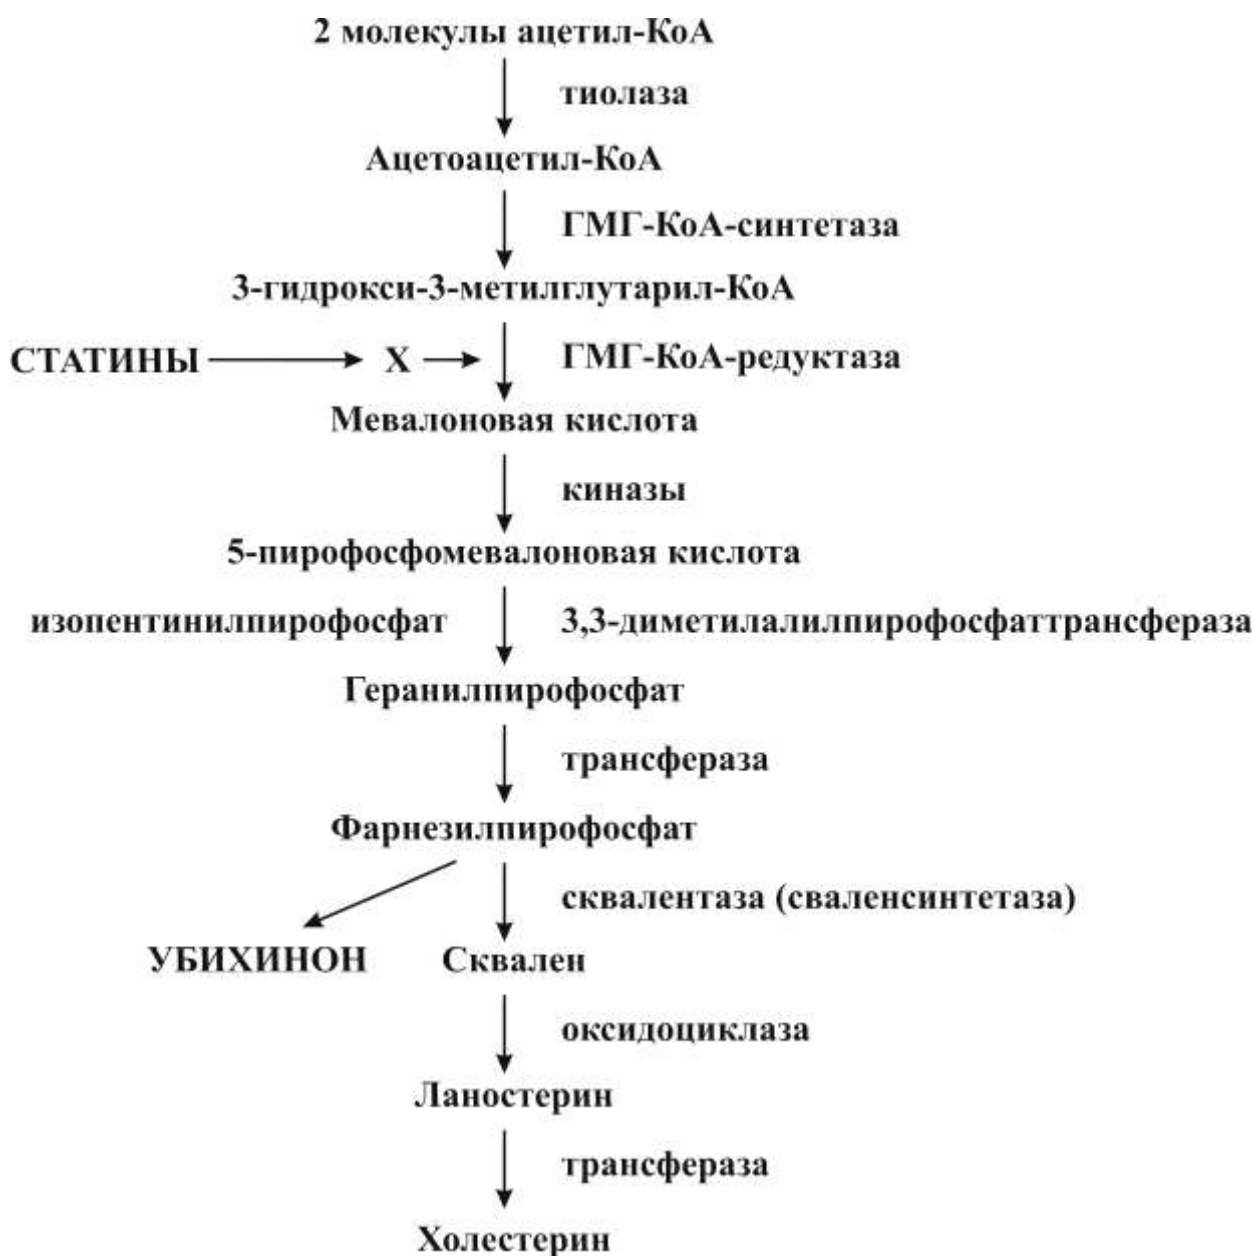 2 молекулы ацетил-КоА
тиолаза
Ацетоацетил-КоА
ГМГ-КоА-синтетаза
3-гидрокси-3-метилглутарил-КоА
СТАТИНЫ X ГМГ-КоА-редуктаза
Мевалоновая кислота
киназы
5-пирофосфомевалоновая кислота
изопентинилпирофосфат 3,3-диметилалилпирофосфаттрансфераза
Геранилпирофосфат
трансфераза
Фарнезилпирофосфат
сквалентаза (сваленсинтетаза)
УБИХИНОН Сквален
оксидоциклаза
Ланостерин
трансфераза
Холестерин